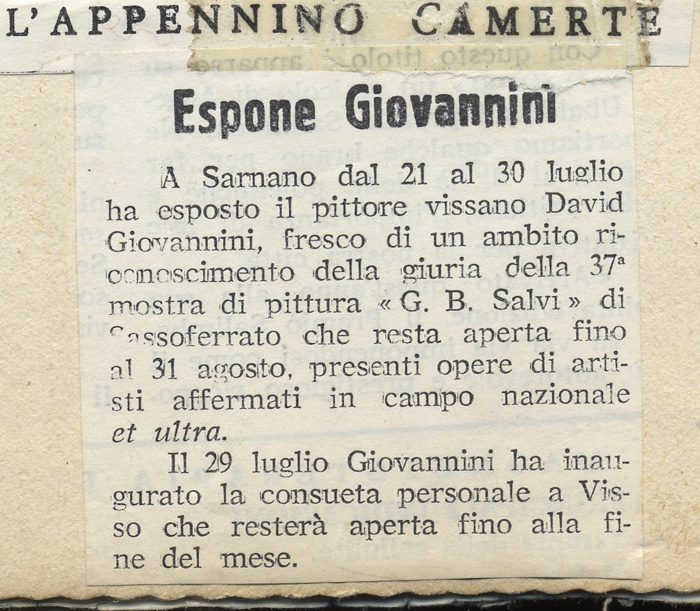 L'APPENNINO CAMERTE
Espone Giovannini
A Sarnano dal 21 al 30 luglio
ha esposto il pittore vissano David
Giovannini, fresco di un ambito ri-
conoscimento della giuria della 37ª
mostra di pittura « G. B. Salvi » di
Sassoferrato che resta aperta fino
al 31 agosto, presenti opere di arti-
sti affermati in campo nazionale
et ultra.
Il 29 luglio Giovannini ha inau-
gurato la consueta personale a Vis-
so che resterà aperta fino alla fi-
ne del mese.